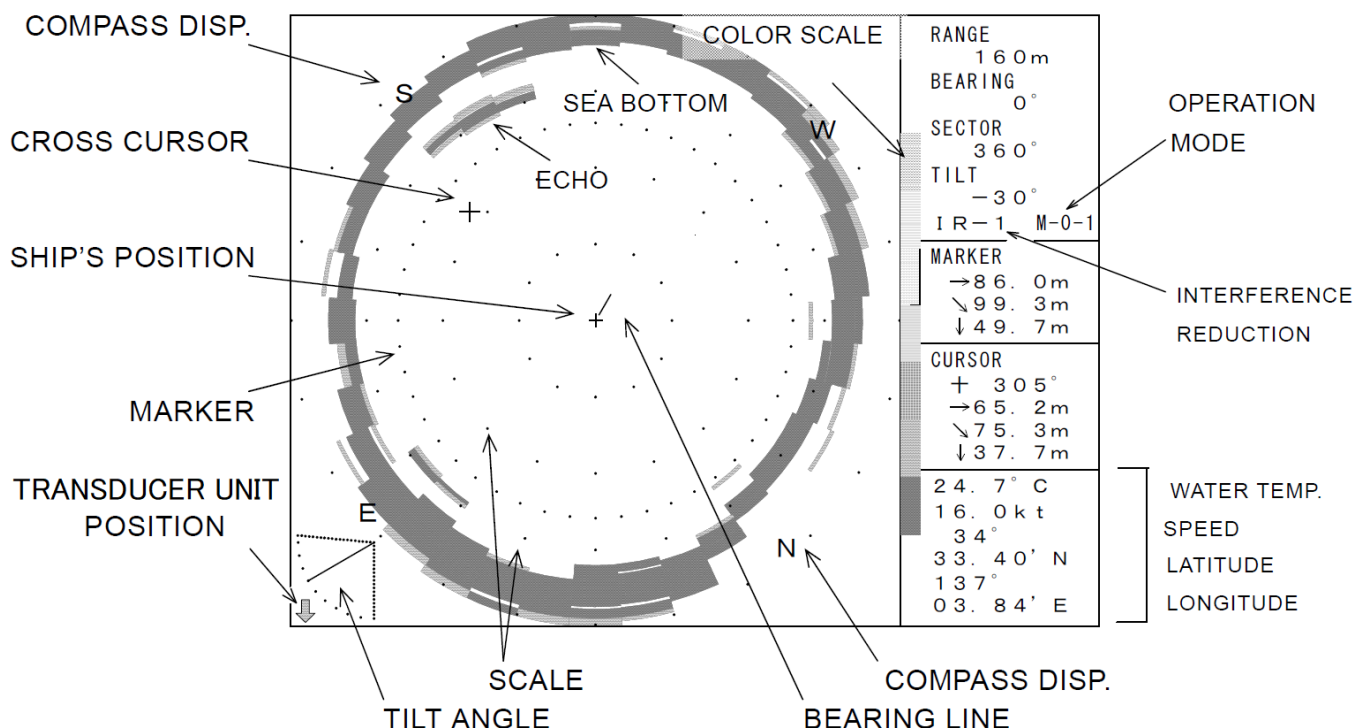 COMPASS DISP.
CROSS CURSOR
SHIP'S POSITION
MARKER
TRANSDUCER UNIT
POSITION
TILT ANGLE
SCALE
BEARING LINE
COMPASS DISP.
S
W
E
N
SEA BOTTOM
ECHO
COLOR SCALE
RANGE
160m
BEARING
0°
SECTOR
360°
TILT
-30°
IR-1 M-0-1
MARKER
→86.0m
↘99.3m
↓49.7m
CURSOR
+ 305°
→65.2m
↘75.3m
↓37.7m
24.7°C
16.0kt
34°
33.40'N
137°
03.84'E
OPERATION
MODE
INTERFERENCE
REDUCTION
WATER TEMP.
SPEED
LATITUDE
LONGITUDE